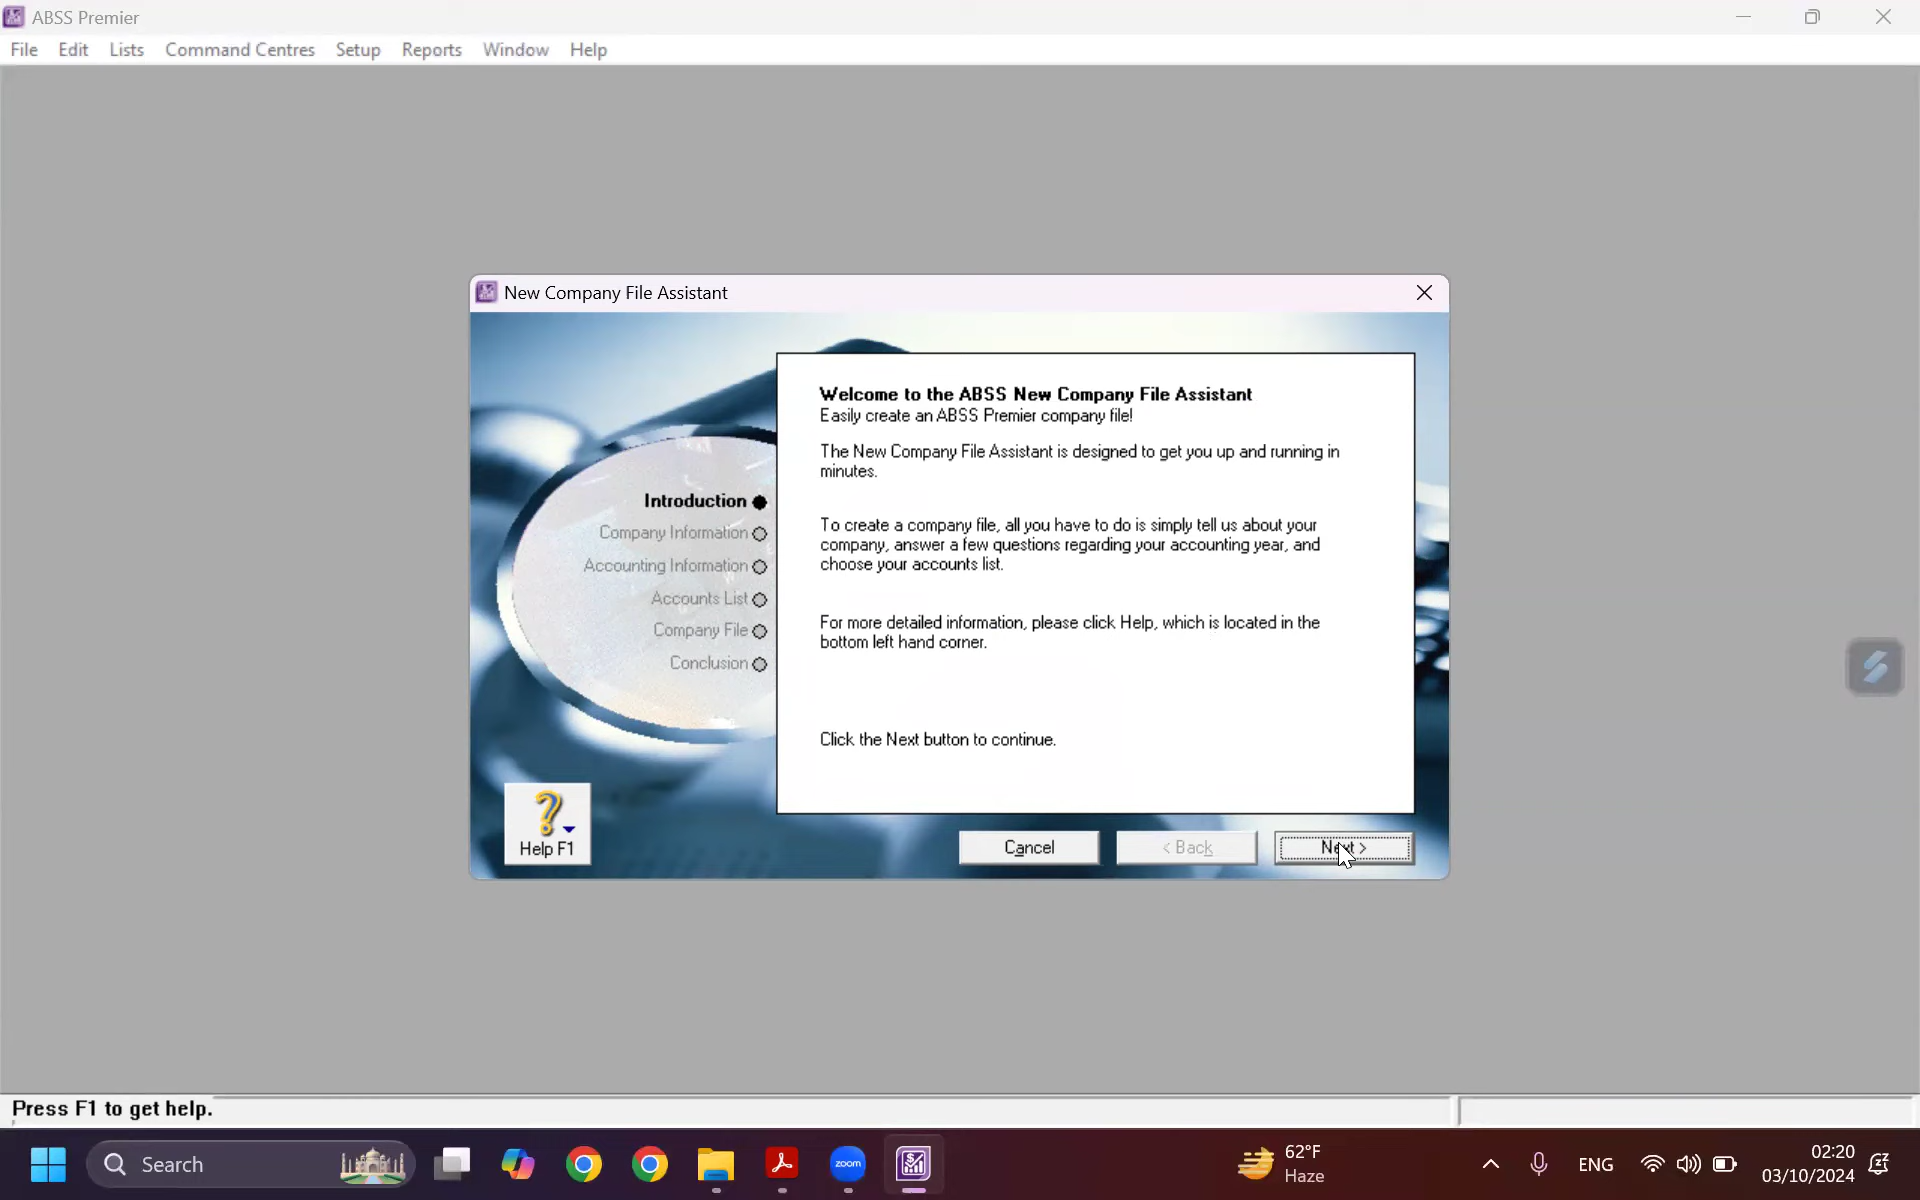 ABSS Premier
File Edit Lists Command Centres Setup Reports Window Help
New Company File Assistant
Welcome to the ABSS New Company File Assistant
Easily create an ABSS Premier company file!
The New Company File Assistant is designed to get you up and running in
minutes.
To create a company file, all you have to do is simply tell us about your
company, answer a few questions regarding your accounting year, and
choose your accounts list.
For more detailed information, please click Help, which is located in the
bottom left hand corner.
Click the Next button to continue.
Introduction
Company Information
Accounting Information
Accounts List
Company File
Conclusion
Help F1
Cancel
< Back
Next >
Press F1 to get help.
Search
zoom
62°F
Haze
ENG
02:20
03/10/2024